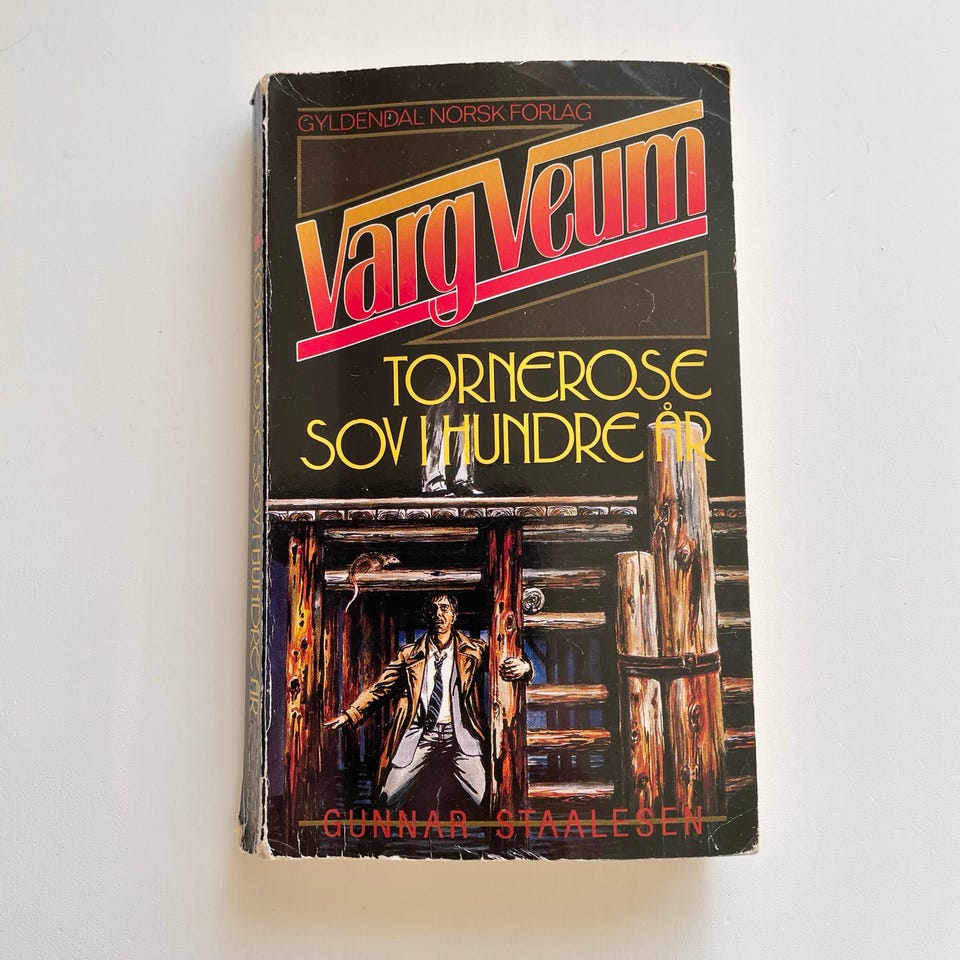 GYLDENDAL NORSK FORLAG
Varg Veum
TORNEROSE
SOV I HUNDRE ÅR
GUNNAR STAALESEN
TORNEROSE SOV I HUNDRE ÅR